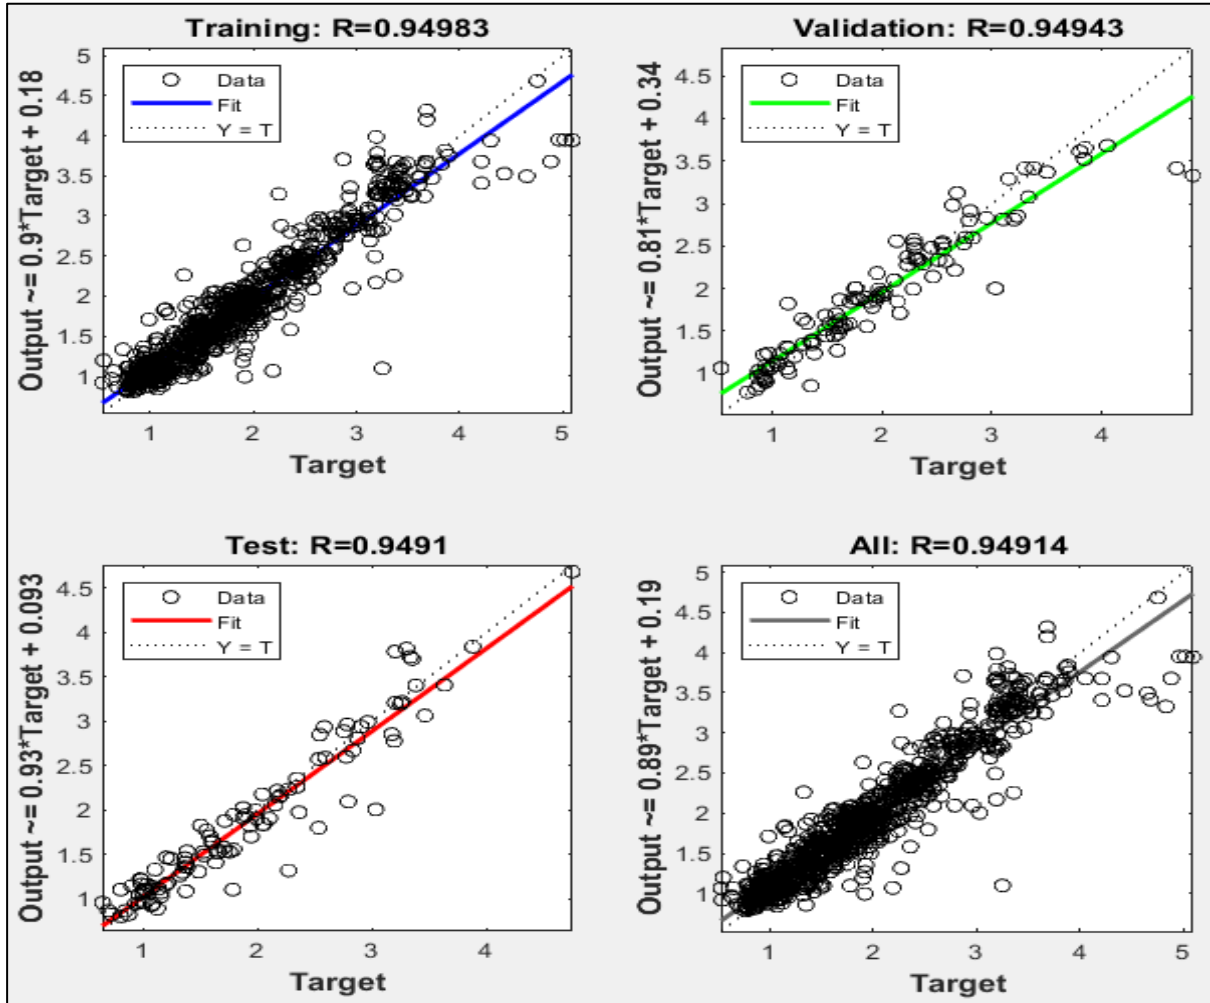 Training: R=0.94983
Output ~= 0.9*Target + 0.18
5
4.5
4
3.5
3
2.5
2
1.5
1
Data
Fit
Y = T
1 2 3 4 5
Target
Validation: R=0.94943
Output ~= 0.81*Target + 0.34
4.5
4
3.5
3
2.5
2
1.5
1
Data
Fit
Y = T
1 2 3 4
Target
Test: R=0.9491
Output ~= 0.93*Target + 0.093
4.5
4
3.5
3
2.5
2
1.5
1
Data
Fit
Y = T
1 2 3 4
Target
All: R=0.94914
Output ~= 0.89*Target + 0.19
5
4.5
4
3.5
3
2.5
2
1.5
1
Data
Fit
Y = T
1 2 3 4 5
Target